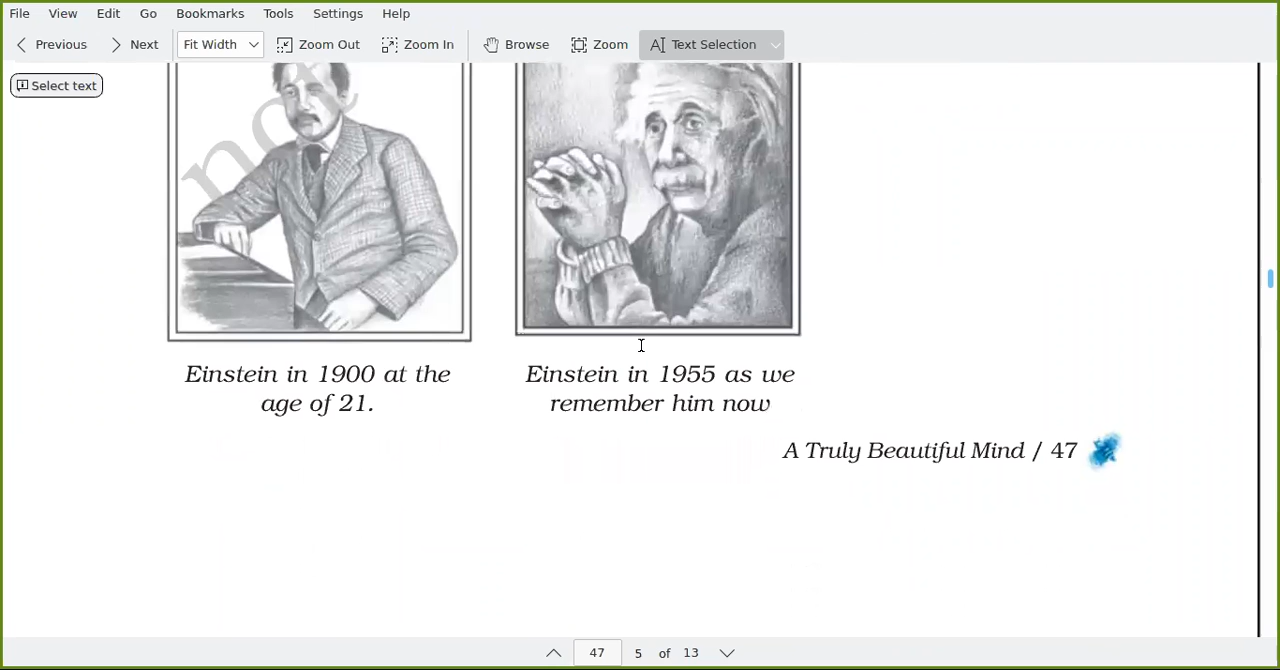 File View Edit Go Bookmarks Tools Settings Help
Previous Next Fit Width Zoom Out Zoom In Browse Zoom Text Selection
Select text
not
Einstein in 1900 at the
age of 21.
Einstein in 1955 as we
remember him now
A Truly Beautiful Mind / 47
47 5 of 13